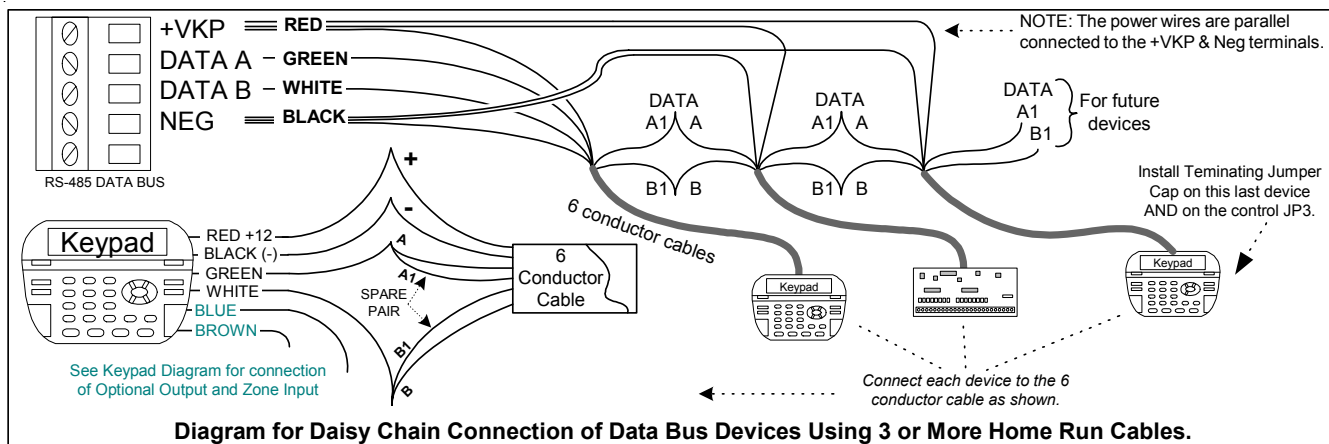 +VKP RED
DATA A - GREEN
DATA B - WHITE
NEG BLACK
RS-485 DATA BUS
NOTE: The power wires are parallel
connected to the +VKP & Neg terminals.
DATA
A1 A
B1 B
DATA
A1 A
B1 B
DATA
A1
B1
For future
devices
Install Teminating Jumper
Cap on this last device
AND on the control JP3.
6 conductor cables
Keypad
RED +12
BLACK (-)
GREEN
WHITE
BLUE
BROWN
+
-
A
A1
SPARE
PAIR
B1
B
6
Conductor
Cable
See Keypad Diagram for connection
of Optional Output and Zone Input
Keypad
Keypad
Connect each device to the 6
conductor cable as shown.
Diagram for Daisy Chain Connection of Data Bus Devices Using 3 or More Home Run Cables.